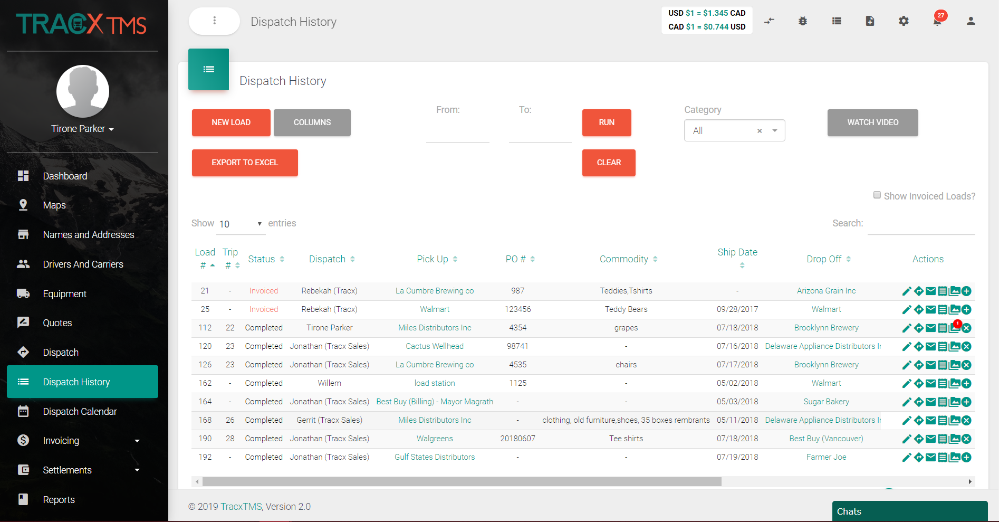 TRACX TMS
Tirone Parker
Dashboard
Maps
Names and Addresses
Drivers And Carriers
Equipment
Quotes
Dispatch
Dispatch History
Dispatch Calendar
Invoicing
Settlements
Reports
Dispatch History
USD $1 = $1.345 CAD
CAD $1 = $0.744 USD
27
Dispatch History
NEW LOAD
COLUMNS
From:
To:
RUN
Category
All
WATCH VIDEO
EXPORT TO EXCEL
CLEAR
Show Invoiced Loads?
Show 10 entries
Search:
Load # Trip # Status Dispatch Pick Up PO # Commodity Ship Date Drop Off Actions
21 - Invoiced Rebekah (Tracx) La Cumbre Brewing co 987 Teddies,Tshirts - Arizona Grain Inc
25 - Invoiced Rebekah (Tracx) Walmart 123456 Teddy Bears 09/28/2017 Walmart
112 22 Completed Tirone Parker Miles Distributors Inc 4354 grapes 07/18/2018 Brooklynn Brewery 1
120 23 Completed Jonathan (Tracx Sales) Cactus Wellhead 98741 - 07/16/2018 Delaware Appliance Distributors Ir
126 23 Completed Jonathan (Tracx Sales) La Cumbre Brewing co 4535 chairs 07/17/2018 Brooklynn Brewery
162 - Completed Willem load station 1125 - 05/02/2018 Walmart
164 - Completed Jonathan (Tracx Sales) Best Buy (Billing) - Mayor Magrath - - 05/03/2018 Sugar Bakery
168 26 Completed Gerrit (Tracx Sales) Miles Distributors Inc - clothing, old furniture,shoes, 35 boxes rembrants 05/11/2018 Delaware Appliance Distributors Ir
190 28 Completed Jonathan (Tracx Sales) Walgreens 20180607 Tee shirts 07/18/2018 Best Buy (Vancouver)
192 - Completed Jonathan (Tracx Sales) Gulf States Distributors - - 07/19/2018 Farmer Joe
© 2019 TracxTMS, Version 2.0
Chats